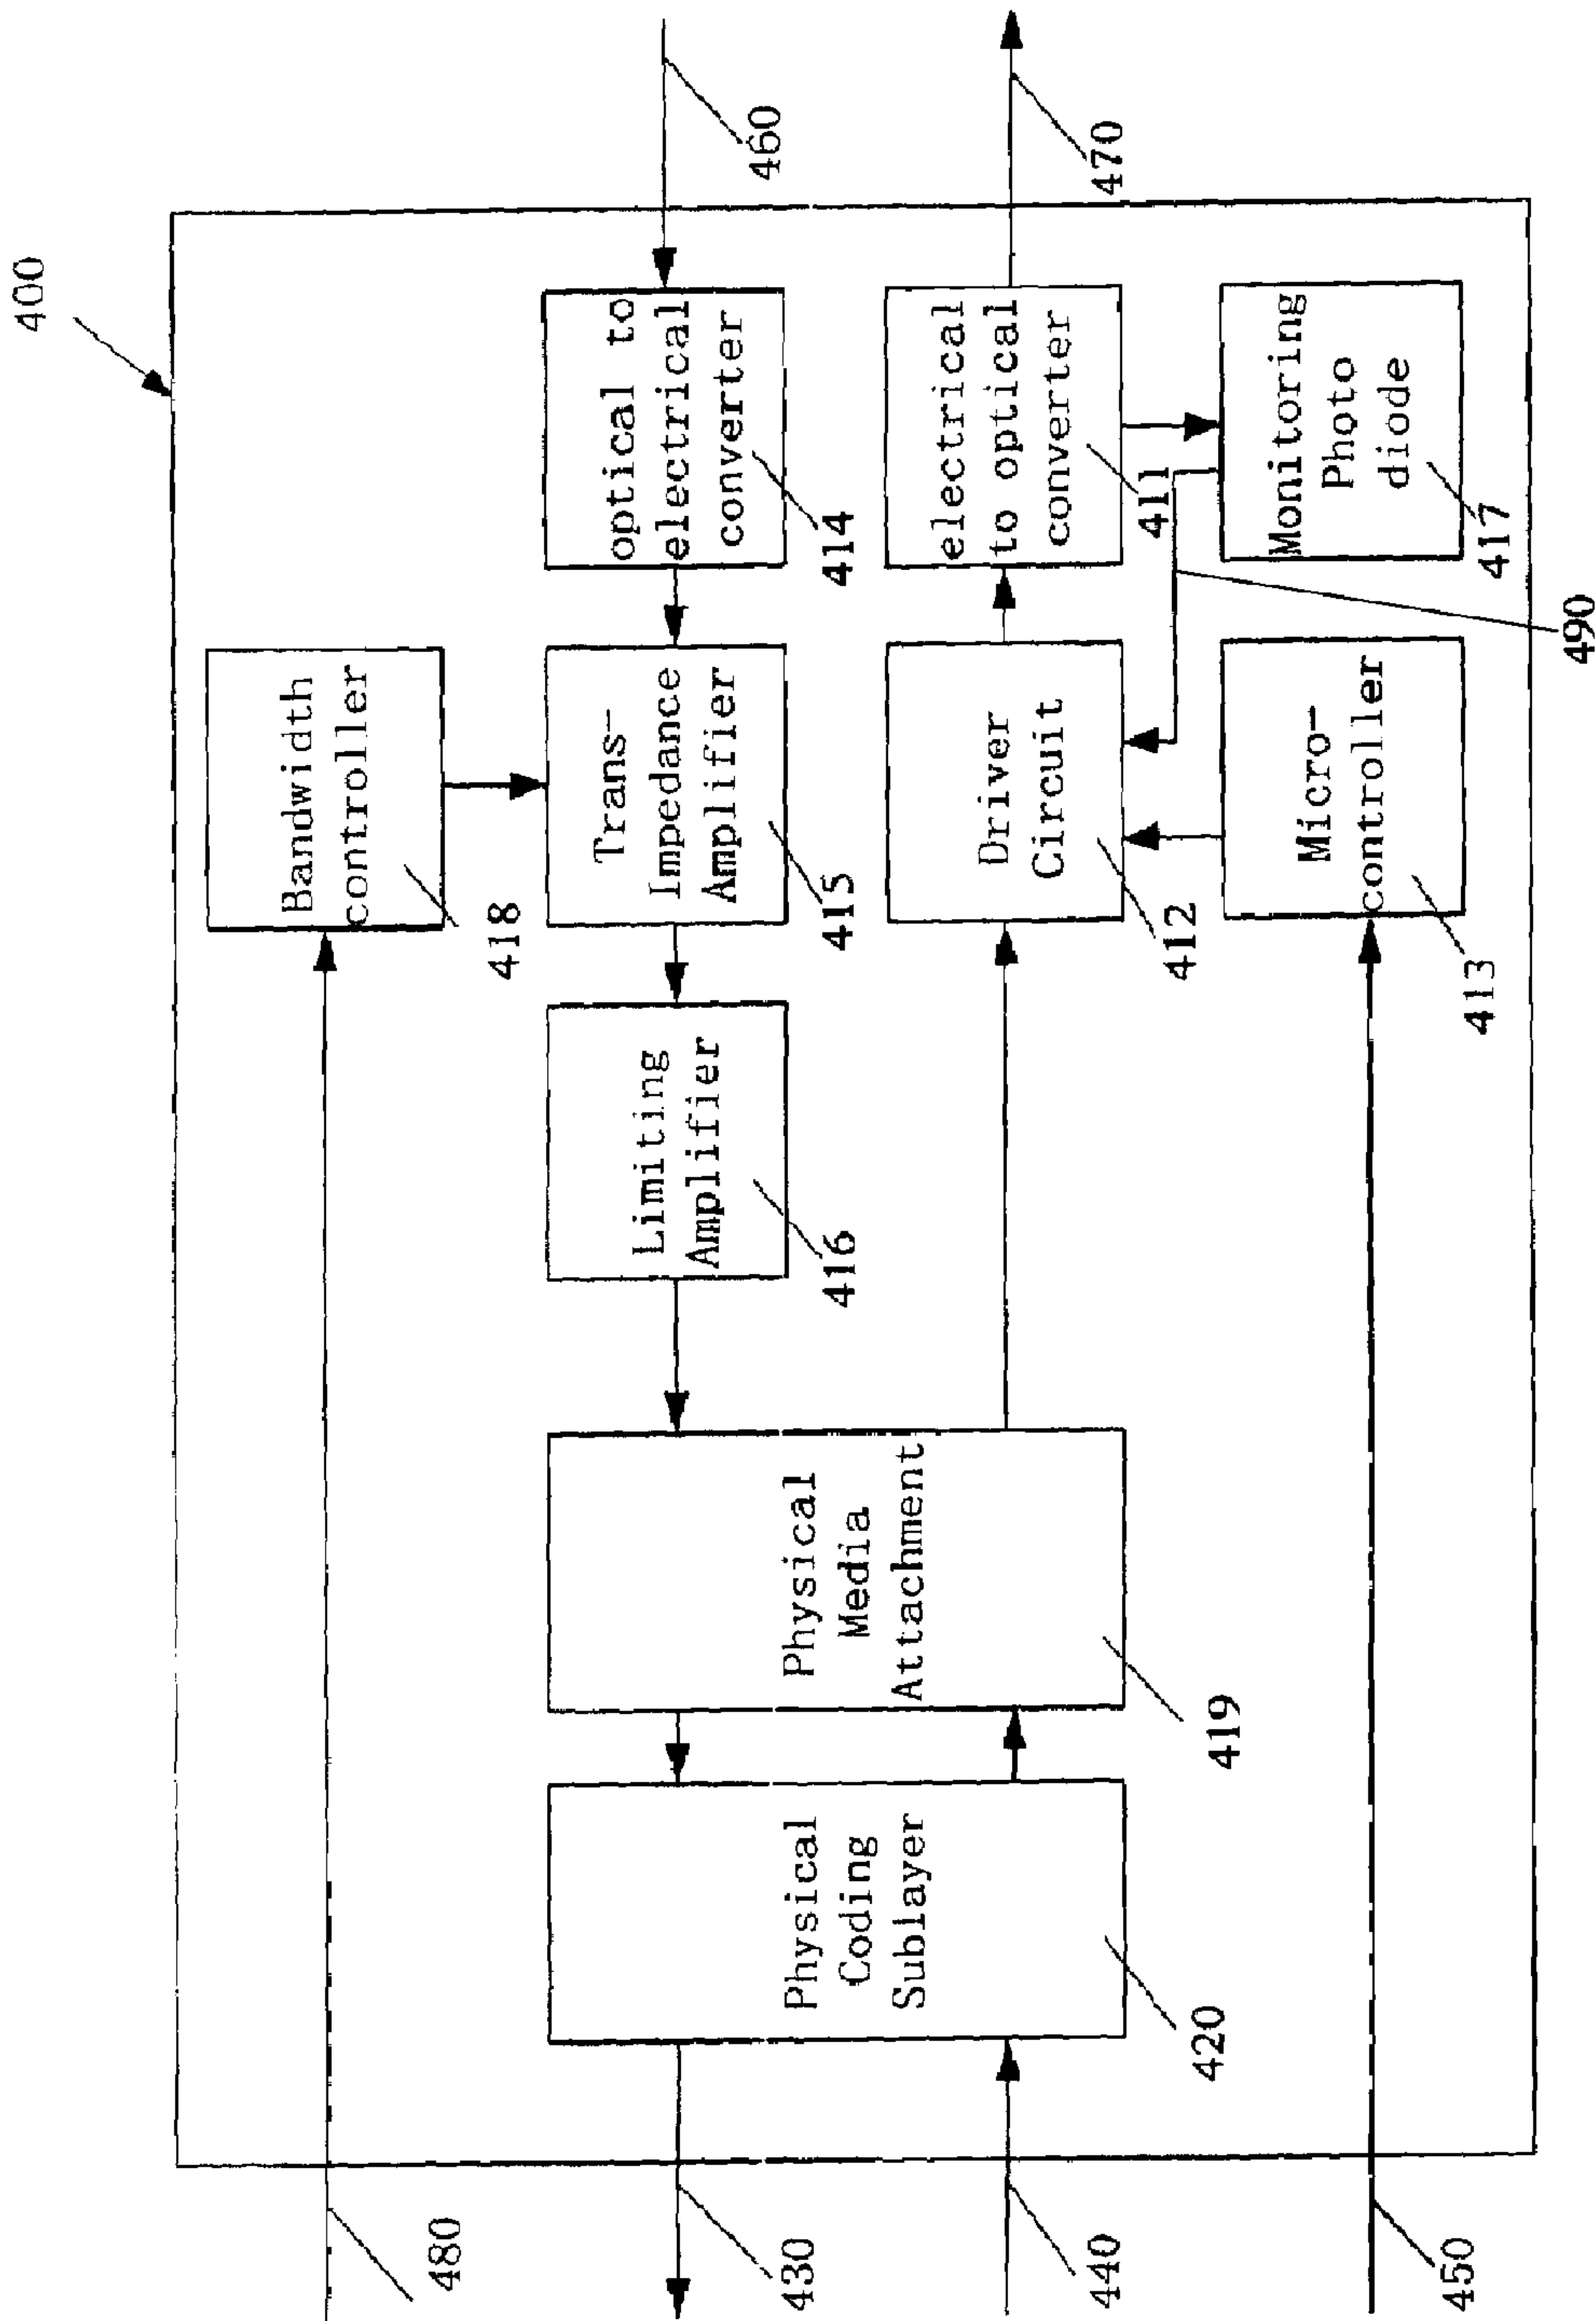 400
480
Bandwidth
controller
418
430
Physical
Coding
Sublayer
420
Physical
Media
Attachment
419
Limiting
Amplifier
416
Trans-
Impedance
Amplifier
415
optical to
electrical
converter
414
460
440
Driver
Circuit
412
electrical
to optical
converter
411
470
450
Micro-
controller
413
Monitoring
Photo
diode
417
490